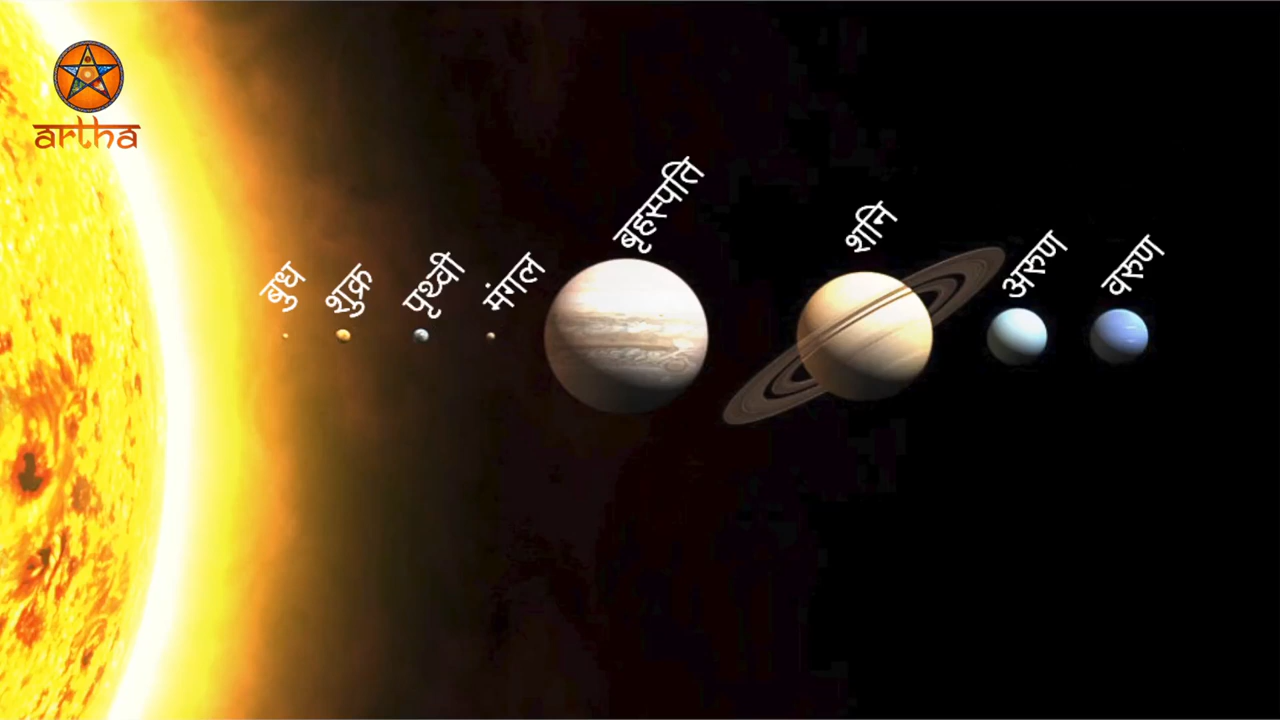 artha
बुध
शुक्र
पृथ्वी
मंगल
बृहस्पति
शनि
अरुण
वरुण